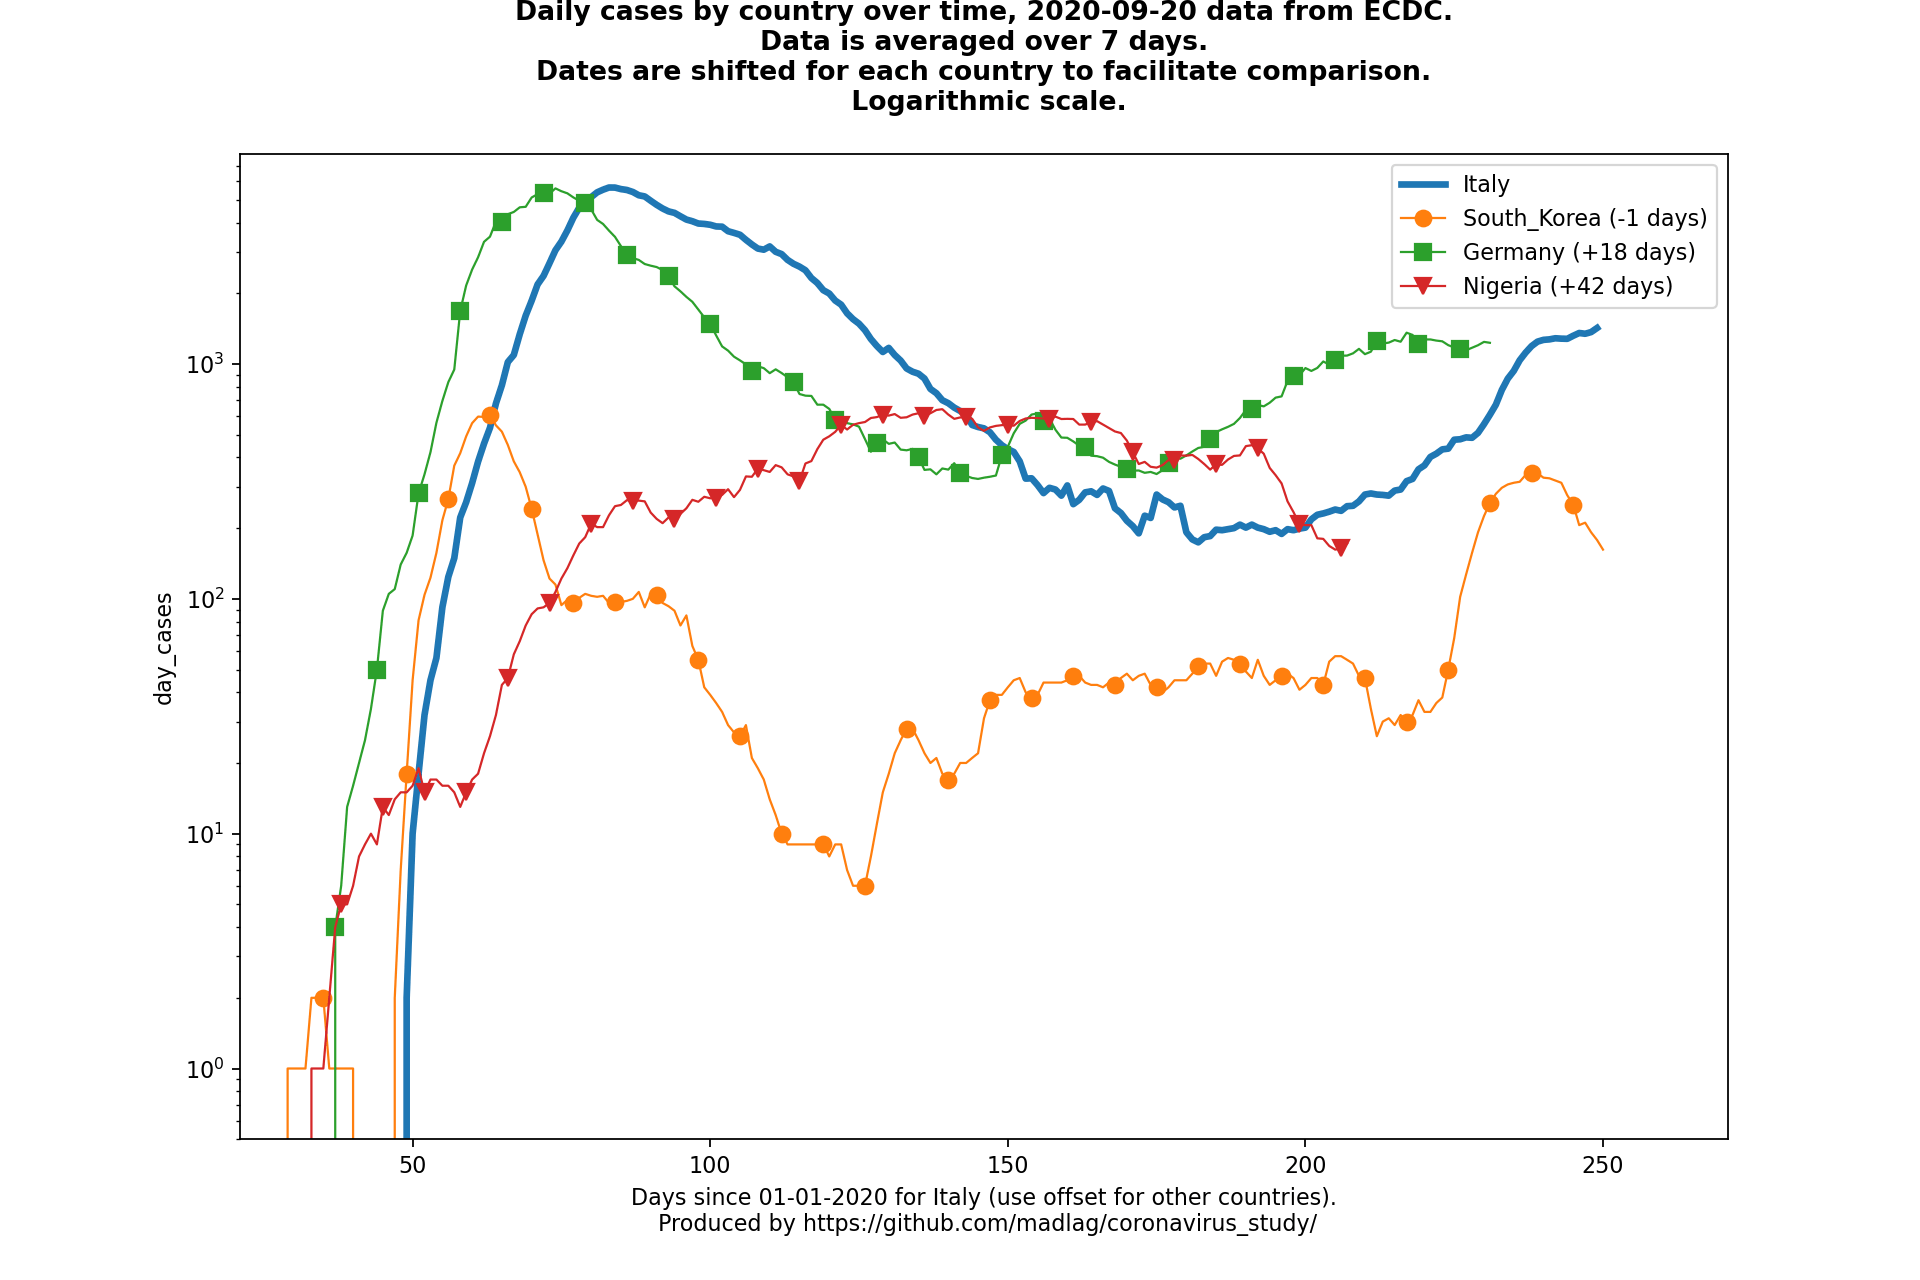 Daily cases by country over time, 2020-09-20 data from ECDC.
Data is averaged over 7 days.
Dates are shifted for each country to facilitate comparison.
Logarithmic scale.
Italy
South_Korea (-1 days)
Germany (+18 days)
Nigeria (+42 days)
10³
10²
10¹
10⁰
day_cases
50 100 150 200 250
Days since 01-01-2020 for Italy (use offset for other countries).
Produced by https://github.com/madlag/coronavirus_study/